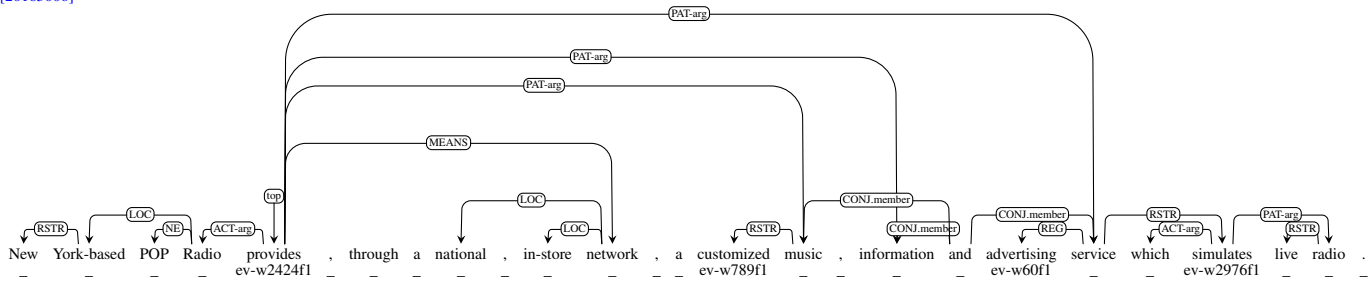 PAT-arg
PAT-arg
PAT-arg
MEANS
top
LOC CONJ.member
LOC CONJ.member RSTR PAT-arg
RSTR NE ACT-arg LOC RSTR CONJ.member REG ACT-arg RSTR
New York-based POP Radio provides , through a national , in-store network , a customized music , information and advertising service which simulates live radio .
ev-w2424f1 ev-w789f1 ev-w60f1 ev-w2976f1
_ _ _ _ _ _ _ _ _ _ _ _ _ _ _ _ _ _ _ _ _ _ _ _